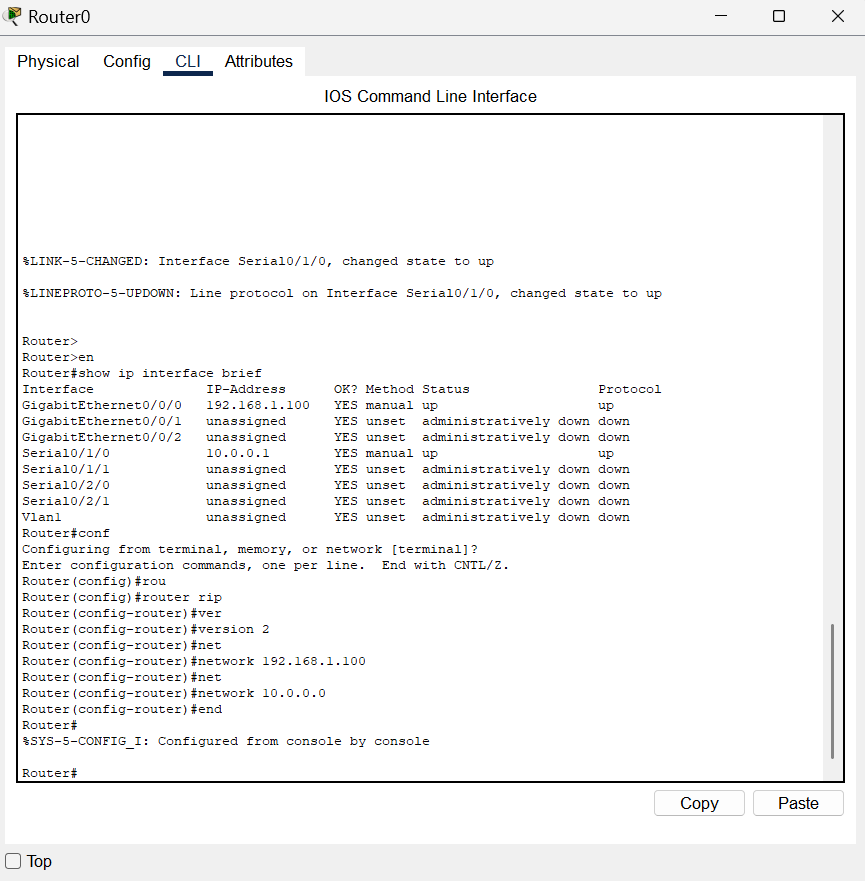 Router0
Physical Config CLI Attributes
IOS Command Line Interface
%LINK-5-CHANGED: Interface Serial0/1/0, changed state to up
%LINEPROTO-5-UPDOWN: Line protocol on Interface Serial0/1/0, changed state to up
Router>
Router>en
Router#show ip interface brief
Interface IP-Address OK? Method Status Protocol
GigabitEthernet0/0/0 192.168.1.100 YES manual up up
GigabitEthernet0/0/1 unassigned YES unset administratively down down
GigabitEthernet0/0/2 unassigned YES unset administratively down down
Serial0/1/0 10.0.0.1 YES manual up up
Serial0/1/1 unassigned YES unset administratively down down
Serial0/2/0 unassigned YES unset administratively down down
Serial0/2/1 unassigned YES unset administratively down down
Vlan1 unassigned YES unset administratively down down
Router#conf
Configuring from terminal, memory, or network [terminal]?
Enter configuration commands, one per line. End with CNTL/Z.
Router(config)#rou
Router(config)#router rip
Router(config-router)#ver
Router(config-router)#version 2
Router(config-router)#net
Router(config-router)#network 192.168.1.100
Router(config-router)#net
Router(config-router)#network 10.0.0.0
Router(config-router)#end
Router#
%SYS-5-CONFIG_I: Configured from console by console
Router#
Copy Paste
Top